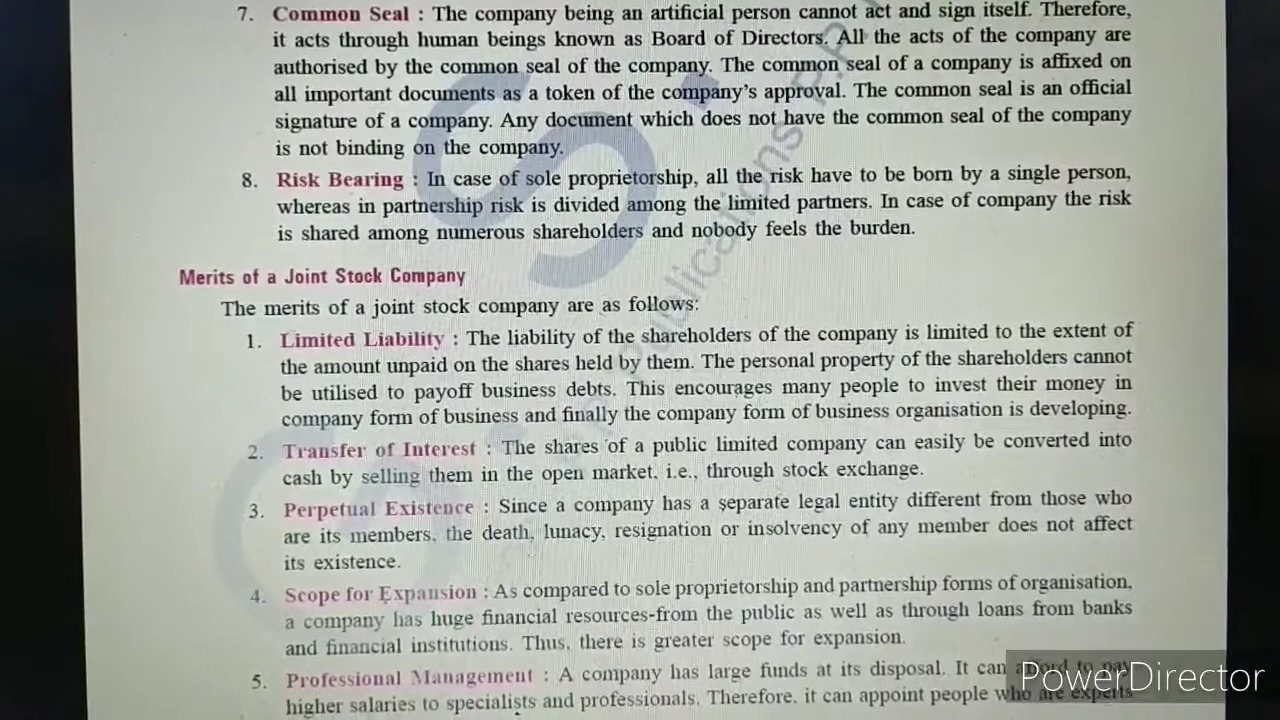 7. Common Seal : The company being an artificial person cannot act and sign itself. Therefore,
it acts through human beings known as Board of Directors. All the acts of the company are
authorised by the common seal of the company. The common seal of a company is affixed on
all important documents as a token of the company's approval. The common seal is an official
signature of a company. Any document which does not have the common seal of the company
is not binding on the company.
8. Risk Bearing : In case of sole proprietorship, all the risk have to be born by a single person,
whereas in partnership risk is divided among the limited partners. In case of company the risk
is shared among numerous shareholders and nobody feels the burden.
Merits of a Joint Stock Company
The merits of a joint stock company are as follows:
1. Limited Liability : The liability of the shareholders of the company is limited to the extent of
the amount unpaid on the shares held by them. The personal property of the shareholders cannot
be utilised to payoff business debts. This encourages many people to invest their money in
company form of business and finally the company form of business organisation is developing.
2. Transfer of Interest : The shares of a public limited company can easily be converted into
cash by selling them in the open market, i.e., through stock exchange.
3. Perpetual Existence : Since a company has a separate legal entity different from those who
are its members, the death, lunacy, resignation or insolvency of any member does not affect
its existence.
4. Scope for Expansion : As compared to sole proprietorship and partnership forms of organisation,
a company has huge financial resources-from the public as well as through loans from banks
and financial institutions. Thus, there is greater scope for expansion.
5. Professional Management : A company has large funds at its disposal. It can afford to pay
higher salaries to specialists and professionals. Therefore, it can appoint people who are experts
Publications P
PowerDirector